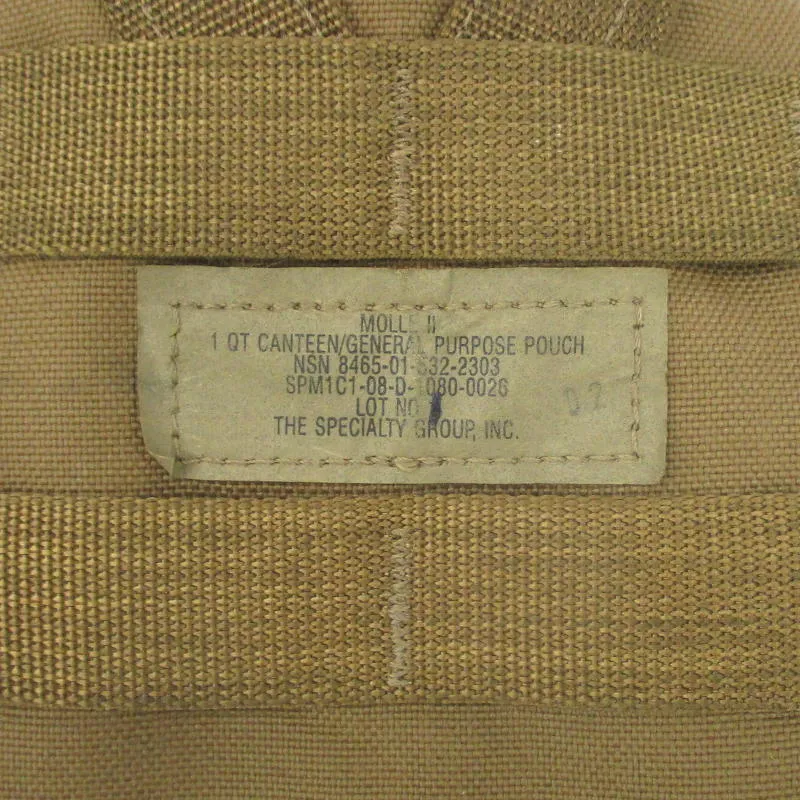 MOLLE II
1 QT CANTEEN/GENERAL PURPOSE POUCH
NSN 8465-01-532-2303
SPM1C1-08-D-1080-0026
LOT NO
THE SPECIALTY GROUP, INC.
D2